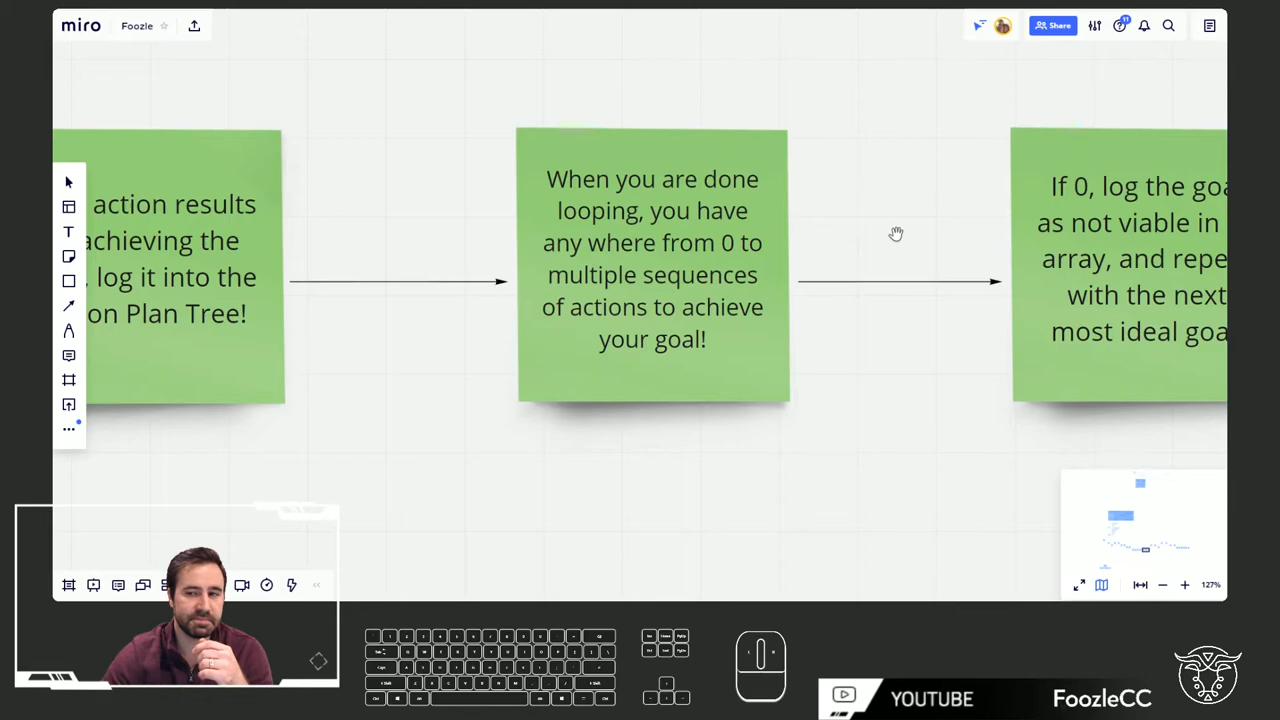 miro
Foozle
Share
11
action results
achieving the
, log it into the
on Plan Tree!
When you are done
looping, you have
any where from 0 to
multiple sequences
of actions to achieve
your goal!
If 0, log the goa
as not viable in
array, and repe
with the next
most ideal goa
127%
YOUTUBE
FoozleCC